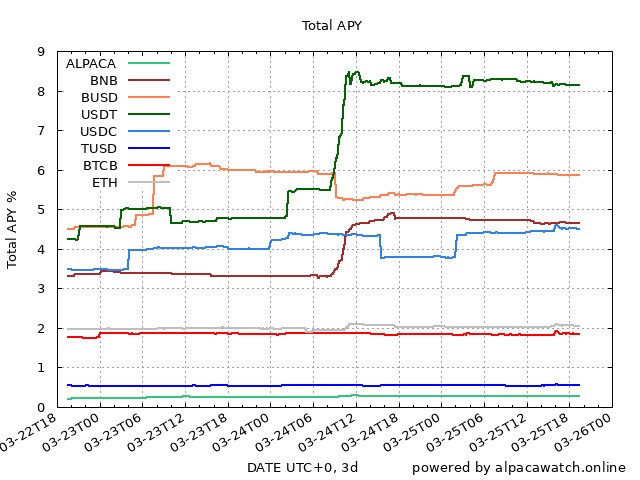 Total APY
Total APY %
9
8
7
6
5
4
3
2
1
0
ALPACA
BNB
BUSD
USDT
USDC
TUSD
BTCB
ETH
03-22T18
03-23T00
03-23T06
03-23T12
03-23T18
03-24T00
03-24T06
03-24T12
03-24T18
03-25T00
03-25T06
03-25T12
03-25T18
03-26T00
DATE UTC+0, 3d
powered by alpacawatch.online